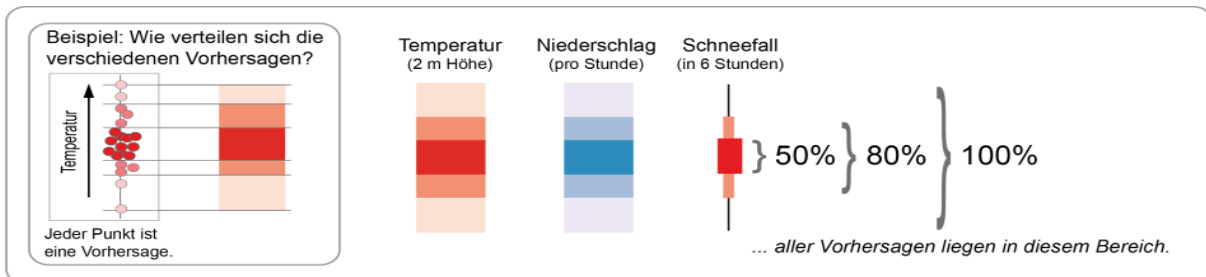 Beispiel: Wie verteilen sich die
verschiedenen Vorhersagen?
Temperatur
Jeder Punkt ist
eine Vorhersage.
Temperatur
(2 m Höhe)
Niederschlag
(pro Stunde)
Schneefall
(in 6 Stunden)
50%
80%
100%
... aller Vorhersagen liegen in diesem Bereich.